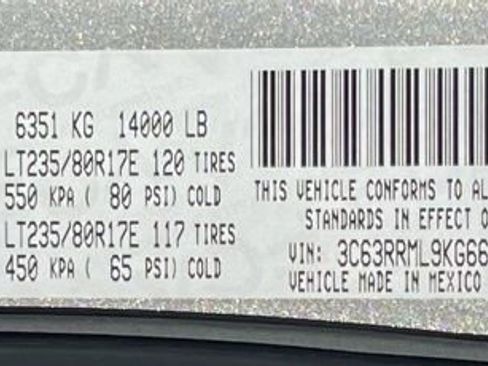 6351 KG 14000 LB
LT235/80R17E 120 TIRES
550 KPA ( 80 PSI) COLD
LT235/80R17E 117 TIRES
450 KPA ( 65 PSI) COLD
THIS VEHICLE CONFORMS TO AL
STANDARDS IN EFFECT O
VIN: 3C63RRML9KG66
VEHICLE MADE IN MEXICO